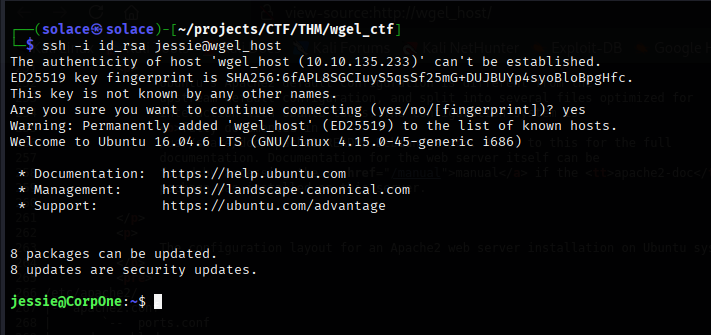 view-source:http://wgel_host/
┌──(solace㉿solace)-[~/projects/CTF/THM/wgel_ctf]
└─$ ssh -i id_rsa jessie@wgel_host
The authenticity of host 'wgel_host (10.10.135.233)' can't be established.
ED25519 key fingerprint is SHA256:6fAPL8SGCIuyS5qsSf25mG+DUJBUYp4syoBloBpgHfc.
This key is not known by any other names.
Are you sure you want to continue connecting (yes/no/[fingerprint])? yes
Warning: Permanently added 'wgel_host' (ED25519) to the list of known hosts.
Welcome to Ubuntu 16.04.6 LTS (GNU/Linux 4.15.0-45-generic i686)
* Documentation: https://help.ubuntu.com
* Management: https://landscape.canonical.com
* Support: https://ubuntu.com/advantage
8 packages can be updated.
8 updates are security updates.
jessie@CorpOne:~$